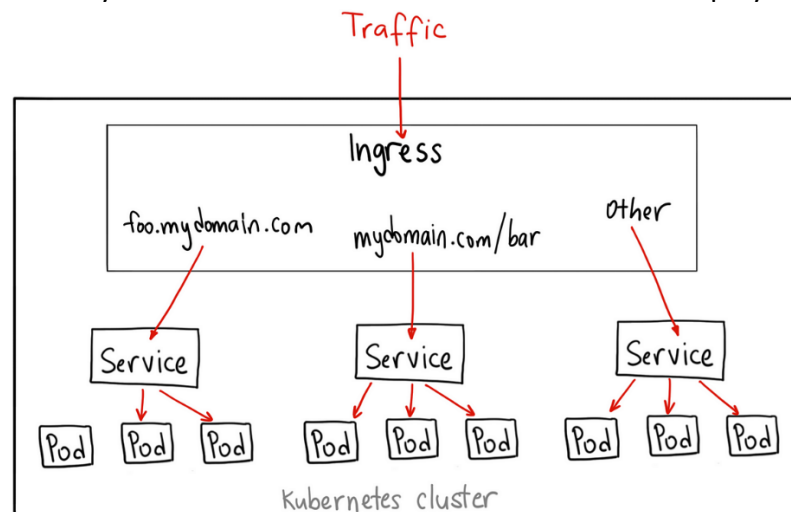 Traffic
Ingress
foo.mydomain.com
mydomain.com/bar
Other
Service
Service
Service
Pod
Pod
Pod
Pod
Pod
Pod
Pod
Pod
Pod
Kubernetes cluster